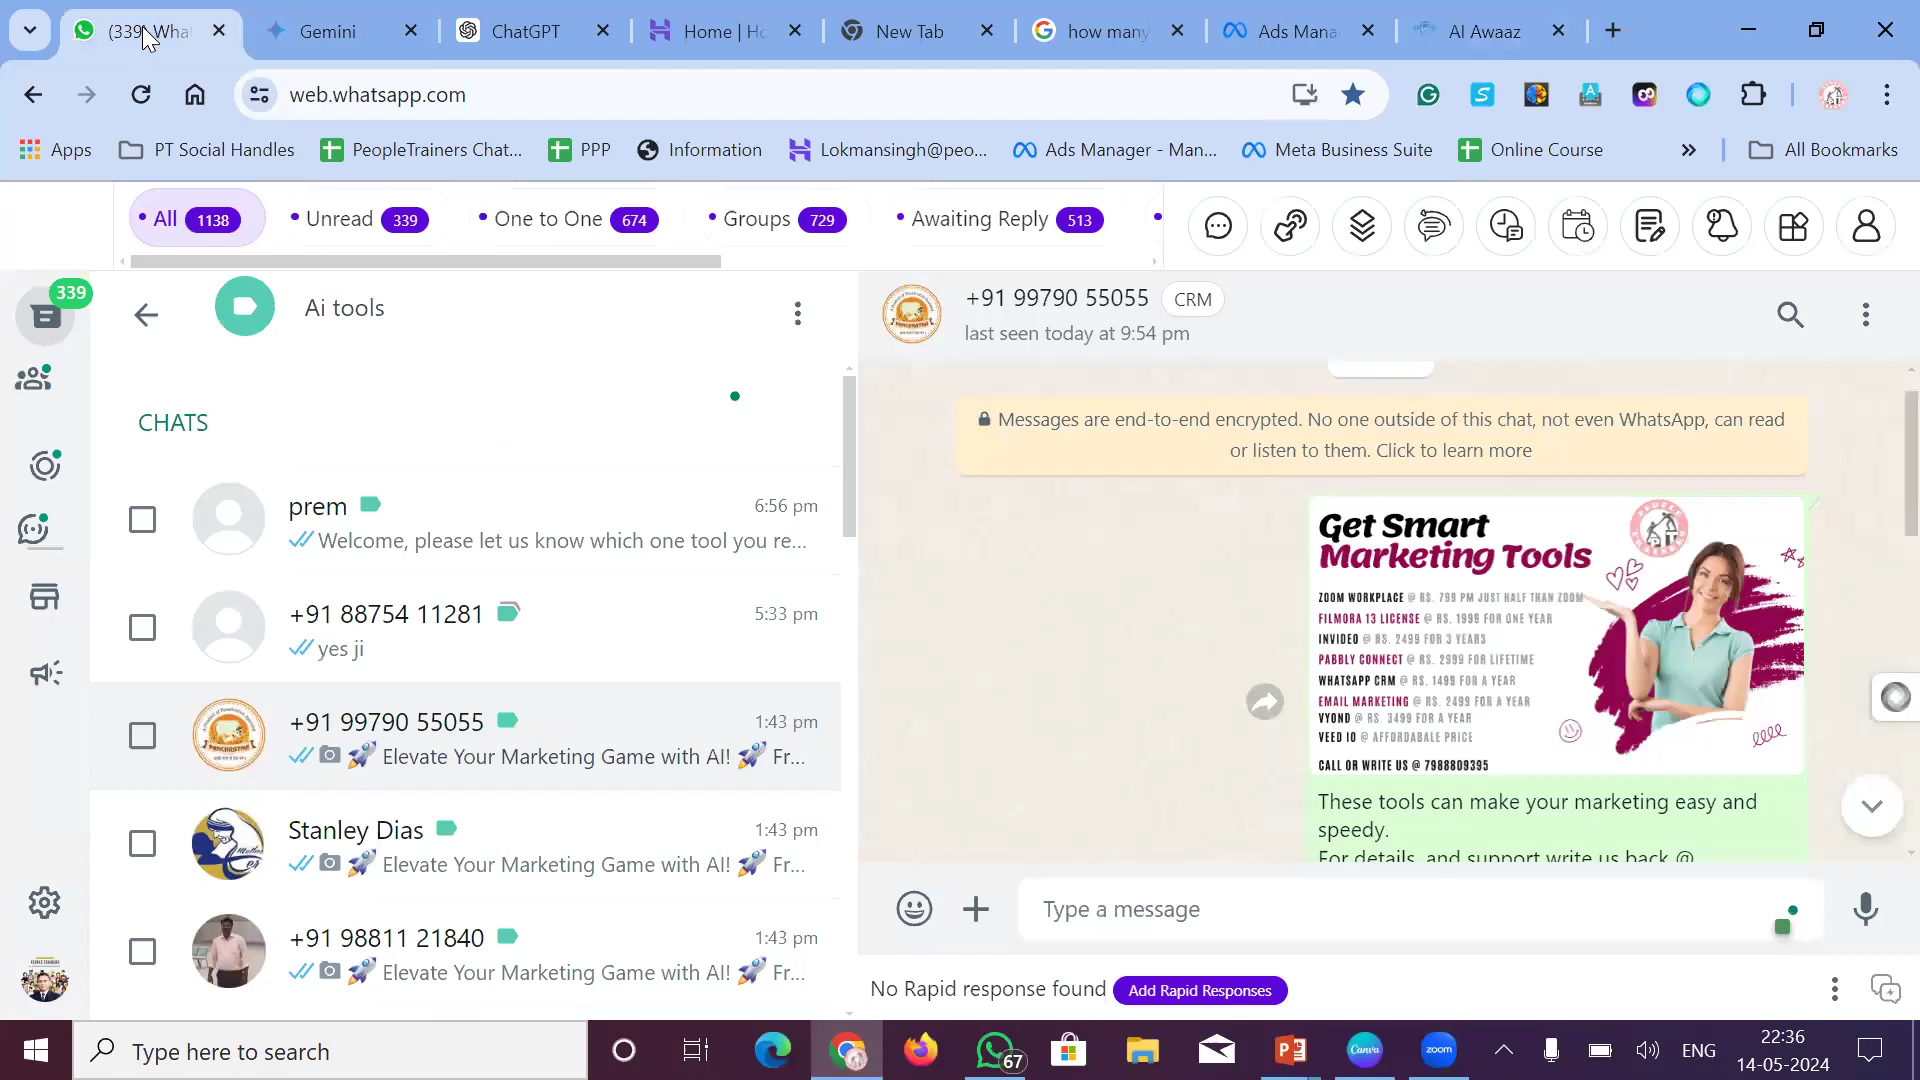 (339) Wha
Gemini
ChatGPT
Home | Ho
New Tab
how many
Ads Mana
AI Awaaz
web.whatsapp.com
Apps
PT Social Handles
PeopleTrainers Chat...
PPP
Information
Lokmansingh@peo...
Ads Manager - Man...
Meta Business Suite
Online Course
All Bookmarks
All 1138
Unread 339
One to One 674
Groups 729
Awaiting Reply 513
339
Ai tools
CHATS
prem
6:56 pm
Welcome, please let us know which one tool you re...
+91 88754 11281
5:33 pm
yes ji
+91 99790 55055
1:43 pm
🚀 Elevate Your Marketing Game with AI! 🚀 Fr...
Stanley Dias
1:43 pm
🚀 Elevate Your Marketing Game with AI! 🚀 Fr...
+91 98811 21840
1:43 pm
🚀 Elevate Your Marketing Game with AI! 🚀 Fr...
+91 99790 55055 CRM
last seen today at 9:54 pm
Messages are end-to-end encrypted. No one outside of this chat, not even WhatsApp, can read
or listen to them. Click to learn more
Get Smart
Marketing Tools
ZOOM WORKPLACE @ RS. 799 PM JUST HALF THAN ZOOM
FILMORA 13 LICENSE @ RS. 1999 FOR ONE YEAR
INVIDEO @ RS. 2499 FOR 3 YEARS
PABBLY CONNECT @ RS. 2999 FOR LIFETIME
WHATSAPP CRM @ RS. 1499 FOR A YEAR
EMAIL MARKETING @ RS. 2499 FOR A YEAR
VYOND @ RS. 3499 FOR A YEAR
VEED IO @ AFFORDABALE PRICE
CALL OR WRITE US @ 7988809395
These tools can make your marketing easy and
speedy.
For details, and support write us back @
Type a message
No Rapid response found Add Rapid Responses
Type here to search
67
Canva
zoom
ENG
22:36
14-05-2024